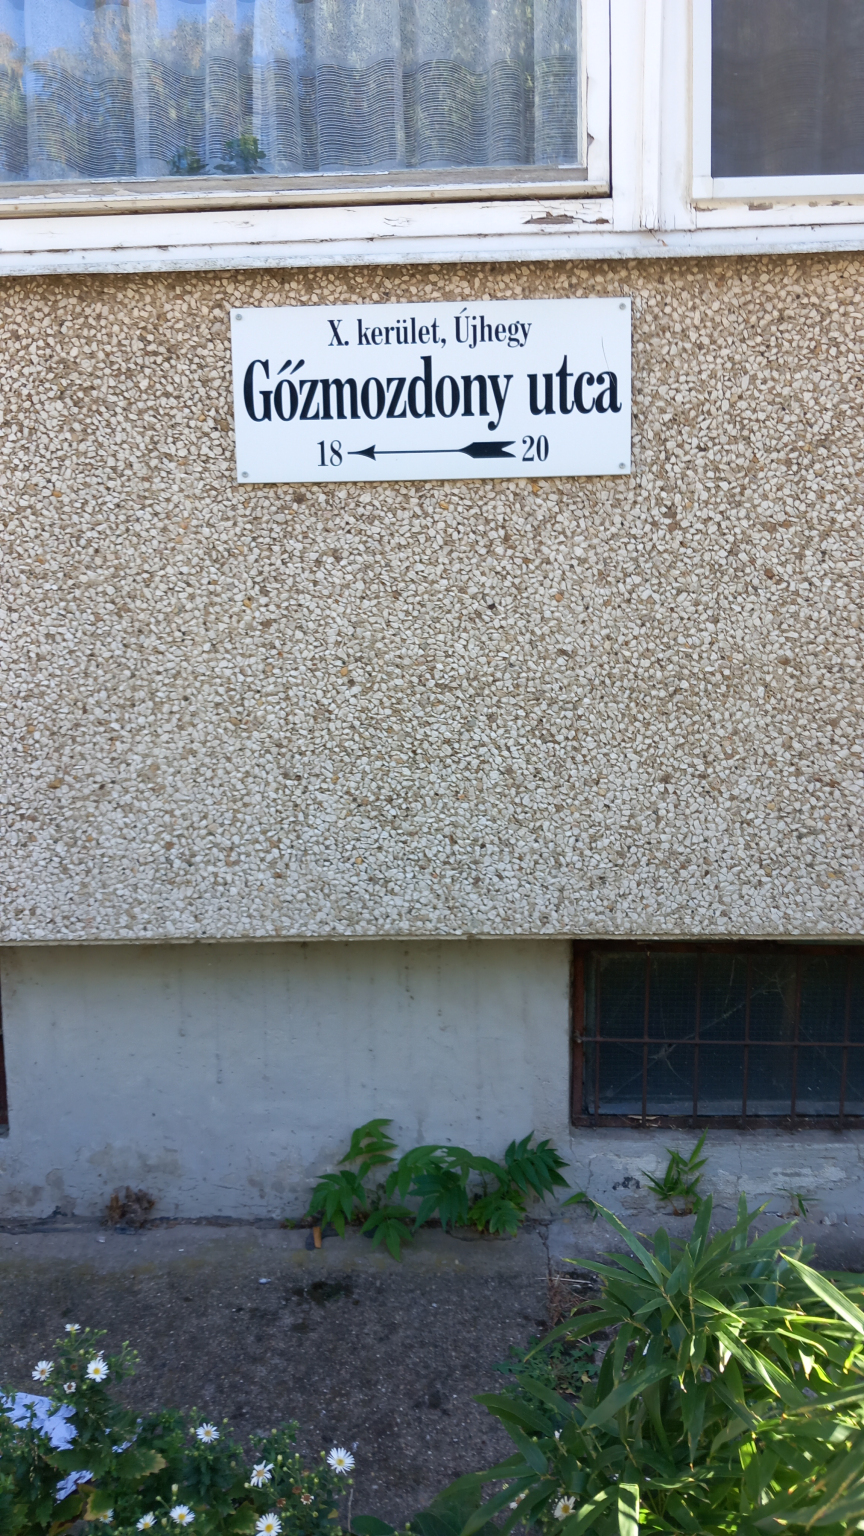 X. kerület, Újhegy
Gőzmozdony utca
18 ← 20